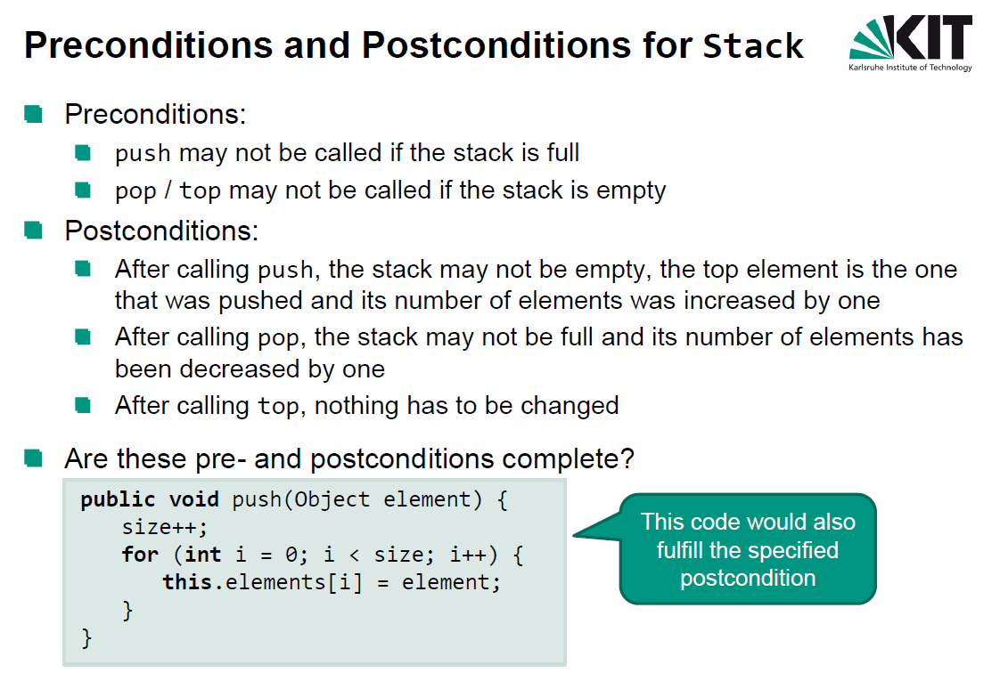 Preconditions and Postconditions for Stack
KIT
Karlsruhe Institute of Technology
Preconditions:
push may not be called if the stack is full
pop / top may not be called if the stack is empty
Postconditions:
After calling push, the stack may not be empty, the top element is the one
that was pushed and its number of elements was increased by one
After calling pop, the stack may not be full and its number of elements has
been decreased by one
After calling top, nothing has to be changed
Are these pre- and postconditions complete?
public void push(Object element) {
size++;
for (int i = 0; i < size; i++) {
this.elements[i] = element;
}
}
This code would also
fulfill the specified
postcondition